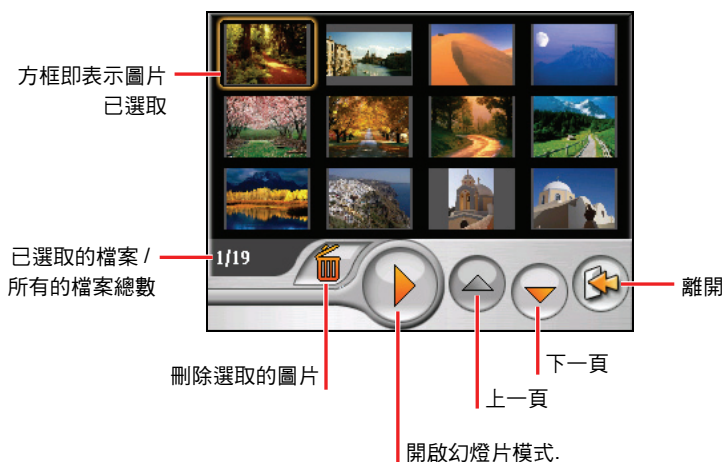 方框即表示圖片
已選取
已選取的檔案 /
所有的檔案總數
1/19
離開
刪除選取的圖片
下一頁
上一頁
開啟幻燈片模式.